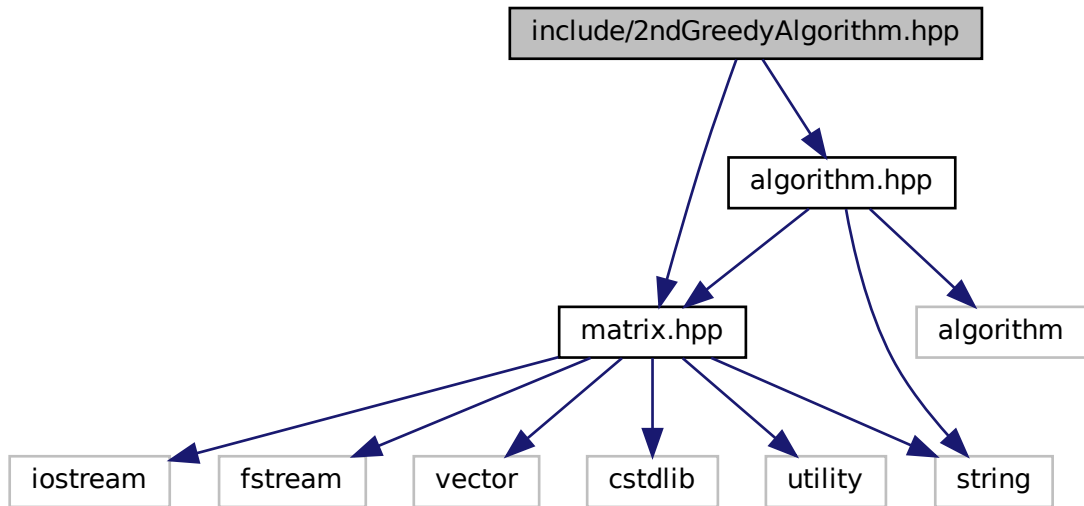 include/2ndGreedyAlgorithm.hpp
algorithm.hpp
matrix.hpp
algorithm
iostream
fstream
vector
cstdlib
utility
string